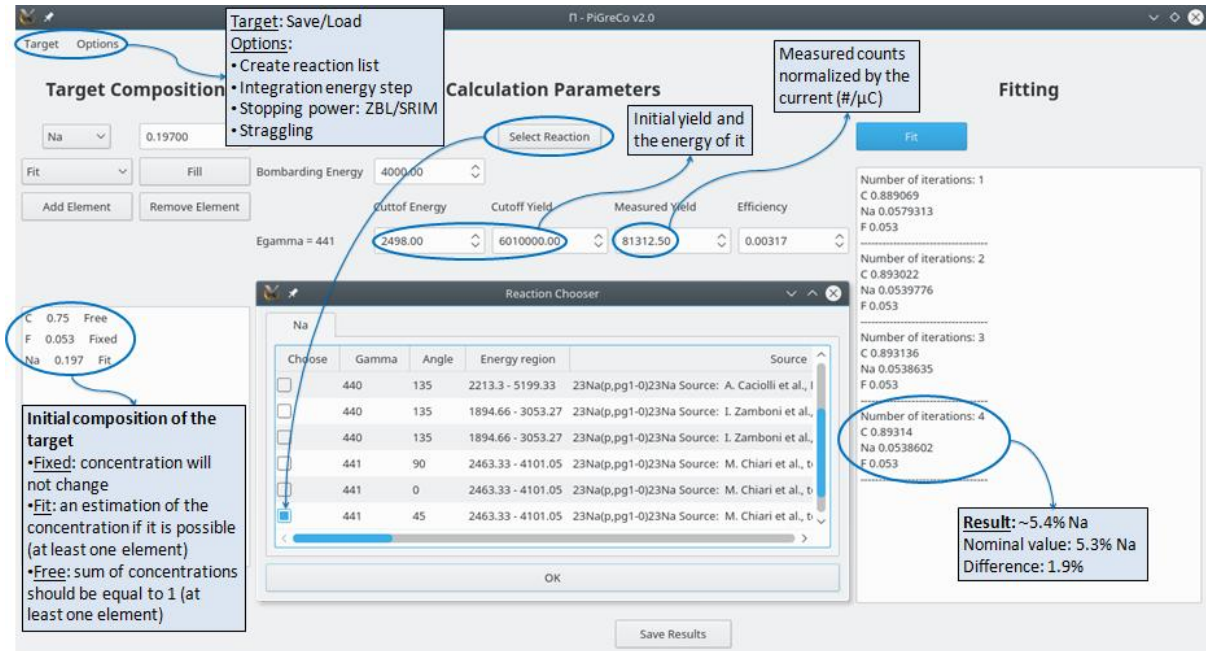 Π - PiGreCo v2.0
Target Options
Target: Save/Load
Options:
• Create reaction list
• Integration energy step
• Stopping power: ZBL/SRIM
• Straggling
Measured counts
normalized by the
current (#/μC)
Initial yield and
the energy of it
Target Composition
Calculation Parameters
Fitting
Na 0.19700
Select Reaction
Fit
Fit Fill
Bombarding Energy 4000.00
Add Element Remove Element
Cuttof Energy Cutoff Yield Measured Yield Efficiency
Egamma = 441 2498.00 6010000.00 81312.50 0.00317
C 0.75 Free
F 0.053 Fixed
Na 0.197 Fit
Initial composition of the
target
•Fixed: concentration will
not change
•Fit: an estimation of the
concentration if it is possible
(at least one element)
•Free: sum of concentrations
should be equal to 1 (at
least one element)
Reaction Chooser
Na
Choose Gamma Angle Energy region Source
440 135 2213.3 - 5199.33 23Na(p,pg1-0)23Na Source: A. Caciolli et al.,
440 135 1894.66 - 3053.27 23Na(p,pg1-0)23Na Source: I. Zamboni et al.,
440 135 1894.66 - 3053.27 23Na(p,pg1-0)23Na Source: I. Zamboni et al.,
441 90 2463.33 - 4101.05 23Na(p,pg1-0)23Na Source: M. Chiari et al.,
441 0 2463.33 - 4101.05 23Na(p,pg1-0)23Na Source: M. Chiari et al.,
441 45 2463.33 - 4101.05 23Na(p,pg1-0)23Na Source: M. Chiari et al.,
OK
Number of iterations: 1
C 0.889069
Na 0.0579313
F 0.053
------------------------------------
Number of iterations: 2
C 0.893022
Na 0.0539776
F 0.053
------------------------------------
Number of iterations: 3
C 0.893136
Na 0.0538635
F 0.053
------------------------------------
Number of iterations: 4
C 0.89314
Na 0.0538602
F 0.053
------------------------------------
Result: ~5.4% Na
Nominal value: 5.3% Na
Difference: 1.9%
Save Results